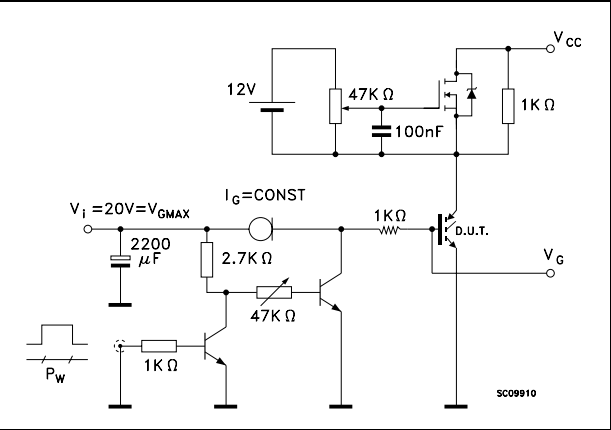 V CC
12V
47K Ω
1K Ω
100nF
I G =CONST
V i =20V=V GMAX
1K Ω
D.U.T.
2200
μF
2.7K Ω
V G
47K Ω
P W
1K Ω
SC09910